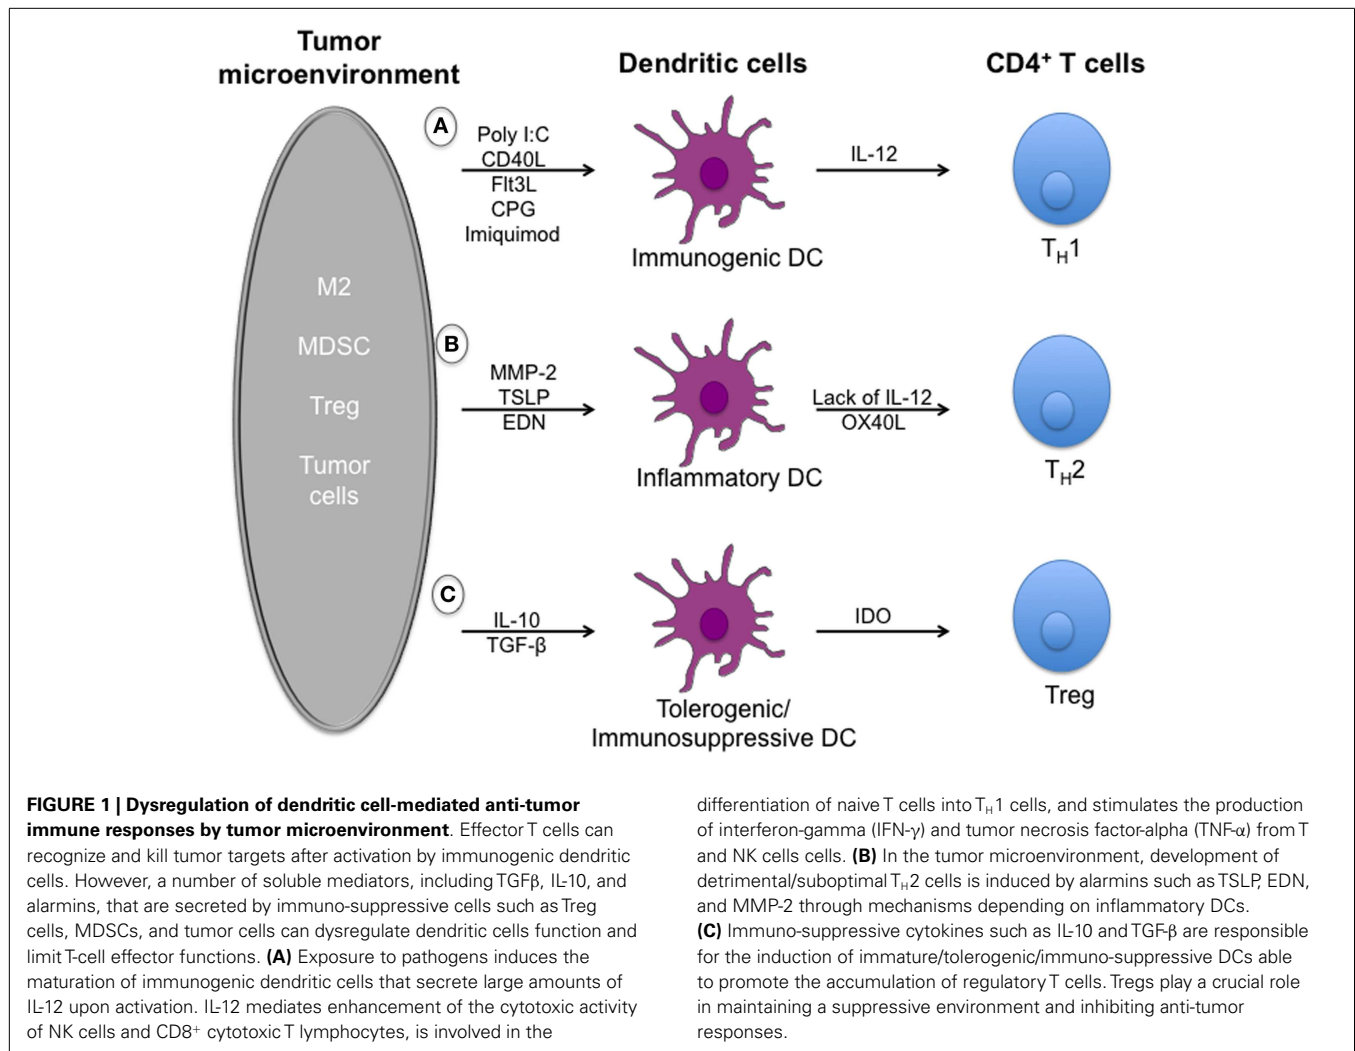 Tumor
microenvironment
Dendritic cells
CD4⁺ T cells
A
Poly I:C
CD40L
Flt3L
CPG
Imiquimod
Immunogenic DC
IL-12
T_H1
M2
MDSC
Treg
Tumor
cells
B
MMP-2
TSLP
EDN
Inflammatory DC
Lack of IL-12
OX40L
T_H2
C
IL-10
TGF-β
Tolerogenic/
Immunosuppressive DC
IDO
Treg
FIGURE 1 | Dysregulation of dendritic cell-mediated anti-tumor
immune responses by tumor microenvironment. Effector T cells can
recognize and kill tumor targets after activation by immunogenic dendritic
cells. However, a number of soluble mediators, including TGFβ, IL-10, and
alarmins, that are secreted by immuno-suppressive cells such as Treg
cells, MDSCs, and tumor cells can dysregulate dendritic cells function and
limit T-cell effector functions. (A) Exposure to pathogens induces the
maturation of immunogenic dendritic cells that secrete large amounts of
IL-12 upon activation. IL-12 mediates enhancement of the cytotoxic activity
of NK cells and CD8⁺ cytotoxic T lymphocytes, is involved in the
differentiation of naive T cells into T_H1 cells, and stimulates the production
of interferon-gamma (IFN-γ) and tumor necrosis factor-alpha (TNF-α) from T
and NK cells cells. (B) In the tumor microenvironment, development of
detrimental/suboptimal T_H2 cells is induced by alarmins such as TSLP, EDN,
and MMP-2 through mechanisms depending on inflammatory DCs.
(C) Immuno-suppressive cytokines such as IL-10 and TGF-β are responsible
for the induction of immature/tolerogenic/immuno-suppressive DCs able
to promote the accumulation of regulatory T cells. Tregs play a crucial role
in maintaining a suppressive environment and inhibiting anti-tumor
responses.